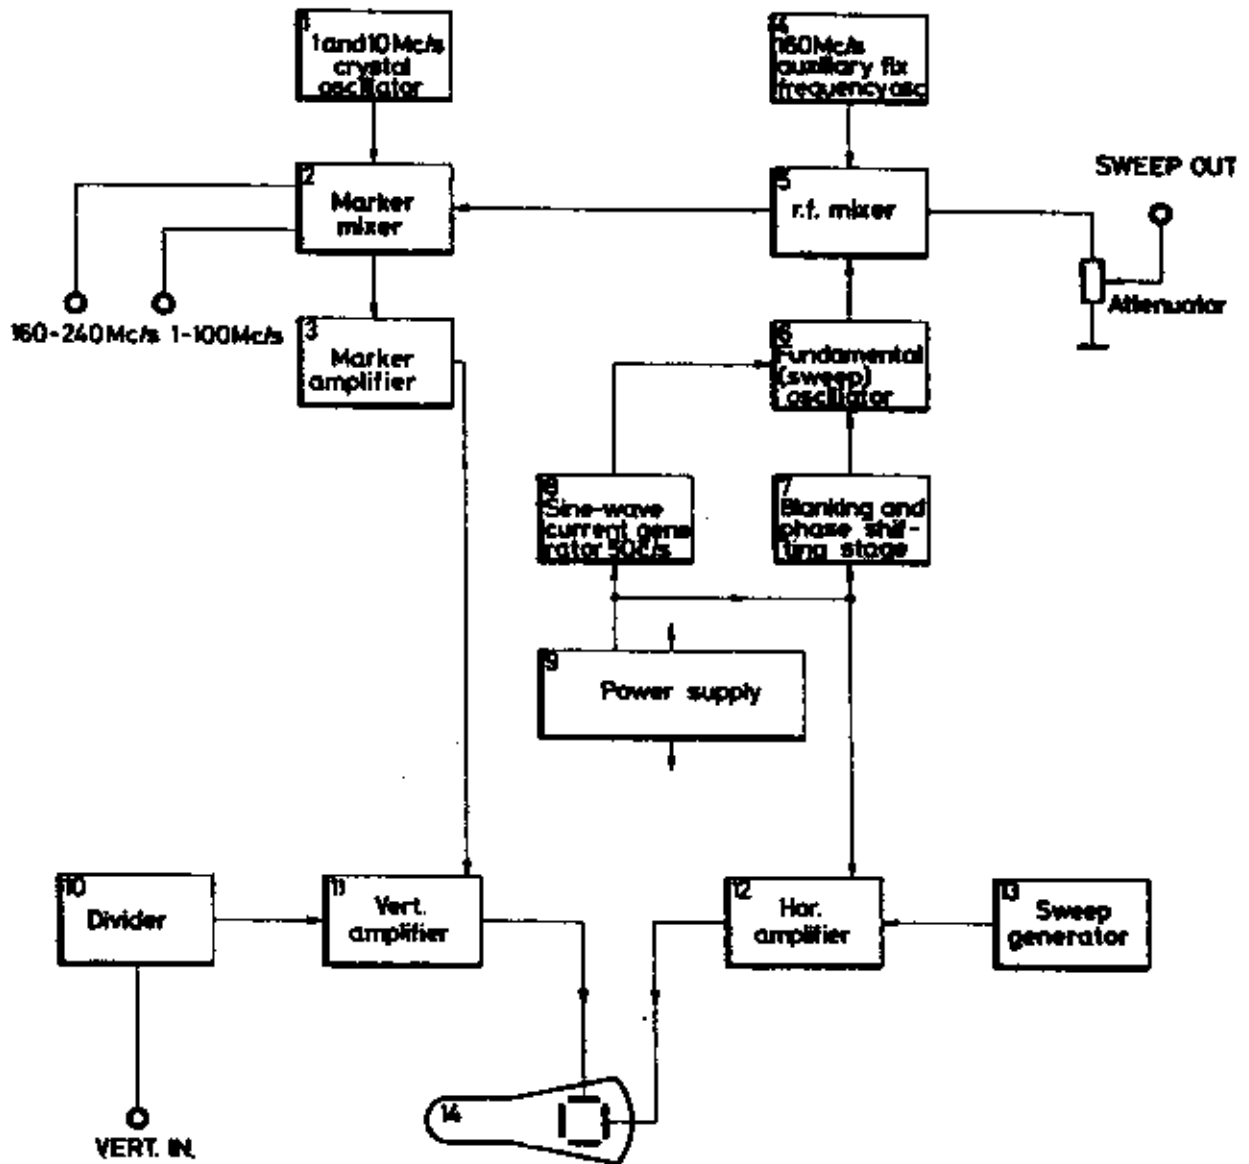 1
1 and 10 Mc/s
crystal
oscillator
4
160 Mc/s
auxiliary fix
frequency osc
2
Marker
mixer
5
r.f. mixer
SWEEP OUT
Attenuator
160-240 Mc/s 1-100 Mc/s
3
Marker
amplifier
6
Fundamental
(sweep)
oscillator
8
Sine-wave
current gene
rator 50c/s
7
Blanking and
phase shif-
ting stage
9
Power supply
10
Divider
11
Vert.
amplifier
12
Hor.
amplifier
13
Sweep
generator
14
VERT. IN.